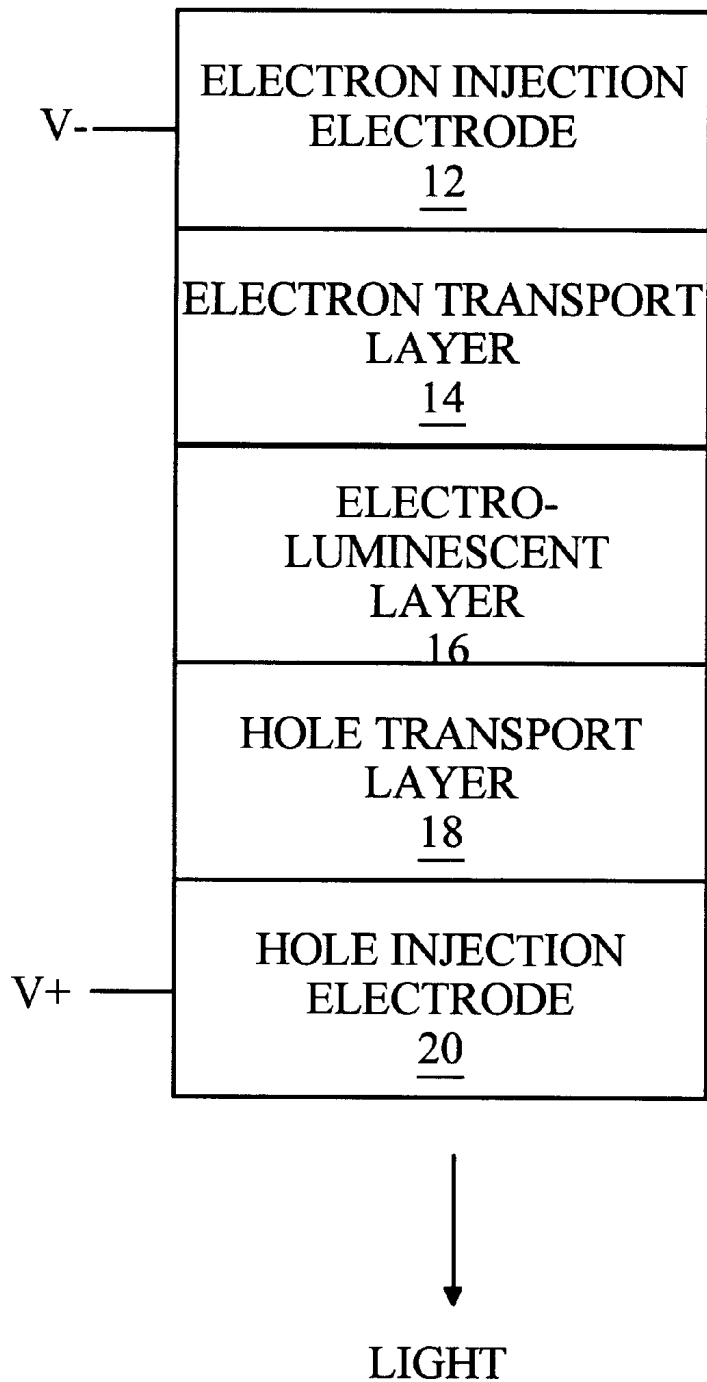 ELECTRON INJECTION
ELECTRODE
12
V-
ELECTRON TRANSPORT
LAYER
14
ELECTRO-
LUMINESCENT
LAYER
16
HOLE TRANSPORT
LAYER
18
HOLE INJECTION
ELECTRODE
20
V+
LIGHT